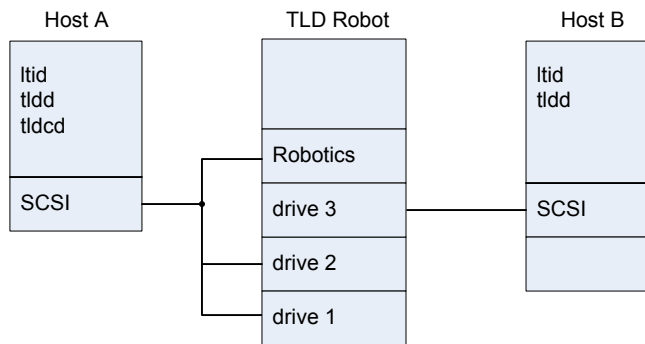 Host A
TLD Robot
Host B
ltid
tldd
tldcd
SCSI
Robotics
drive 3
drive 2
drive 1
ltid
tldd
SCSI